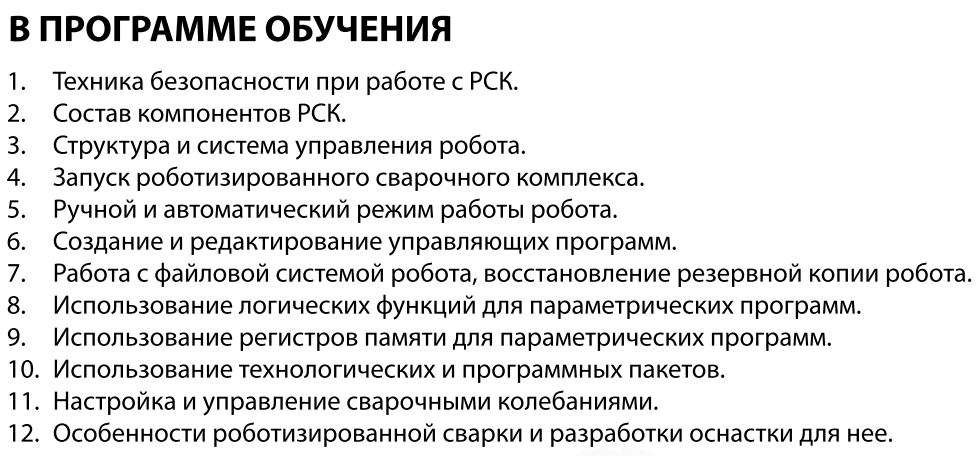 В ПРОГРАММЕ ОБУЧЕНИЯ
1. Техника безопасности при работе с РСК.
2. Состав компонентов РСК.
3. Структура и система управления робота.
4. Запуск роботизированного сварочного комплекса.
5. Ручной и автоматический режим работы робота.
6. Создание и редактирование управляющих программ.
7. Работа с файловой системой робота, восстановление резервной копии робота.
8. Использование логических функций для параметрических программ.
9. Использование регистров памяти для параметрических программ.
10. Использование технологических и программных пакетов.
11. Настройка и управление сварочными колебаниями.
12. Особенности роботизированной сварки и разработки оснастки для нее.